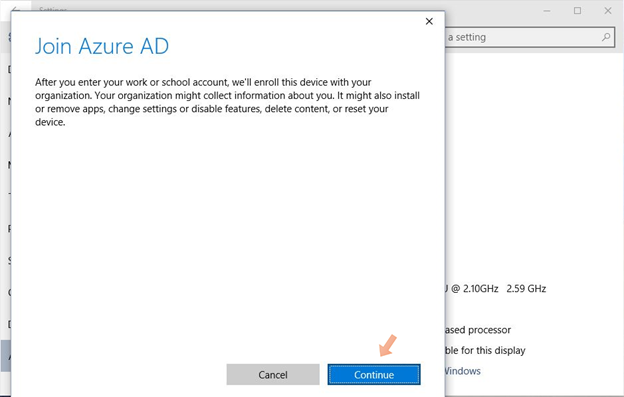 Settings
a setting
Join Azure AD
After you enter your work or school account, we'll enroll this device with your
organization. Your organization might collect information about you. It might also install
or remove apps, change settings or disable features, delete content, or reset your
device.
@ 2.10GHz 2.59 GHz
processor
for this display
Windows
Cancel
Continue